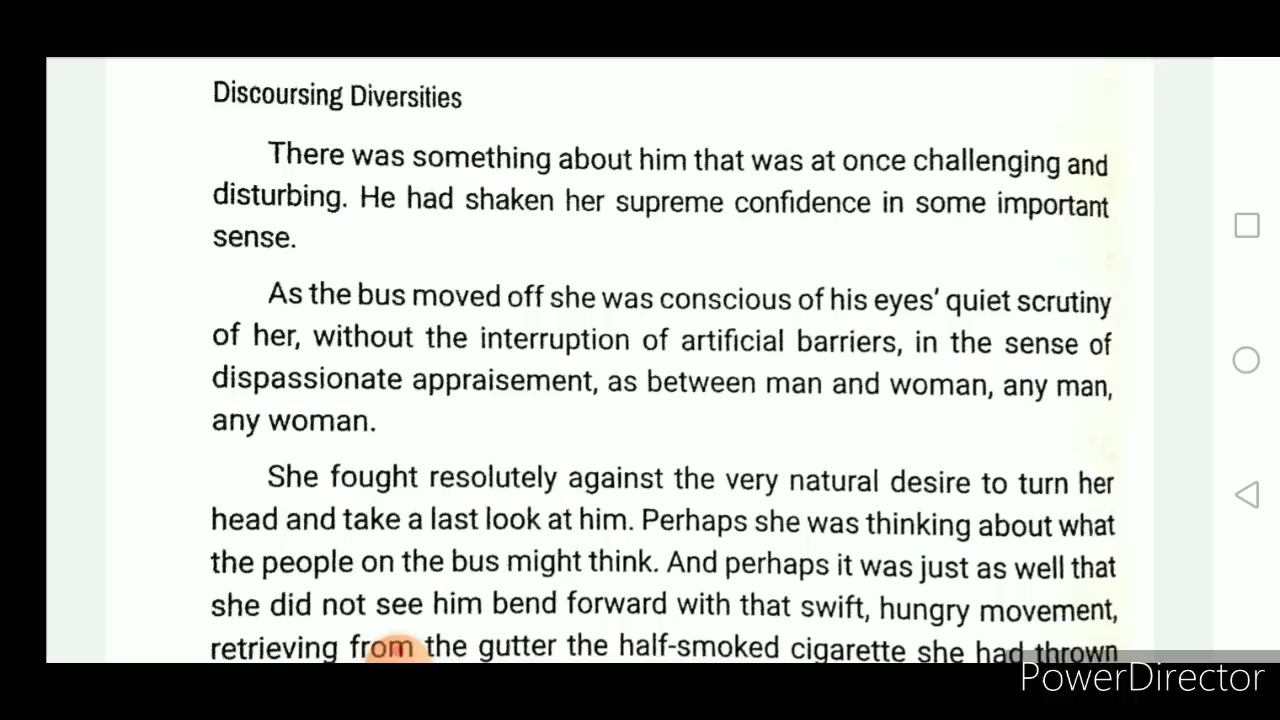 Discoursing Diversities
There was something about him that was at once challenging and
disturbing. He had shaken her supreme confidence in some important
sense.
As the bus moved off she was conscious of his eyes' quiet scrutiny
of her, without the interruption of artificial barriers, in the sense of
dispassionate appraisement, as between man and woman, any man,
any woman.
She fought resolutely against the very natural desire to turn her
head and take a last look at him. Perhaps she was thinking about what
the people on the bus might think. And perhaps it was just as well that
she did not see him bend forward with that swift, hungry movement,
retrieving from the gutter the half-smoked cigarette she had thrown
PowerDirector